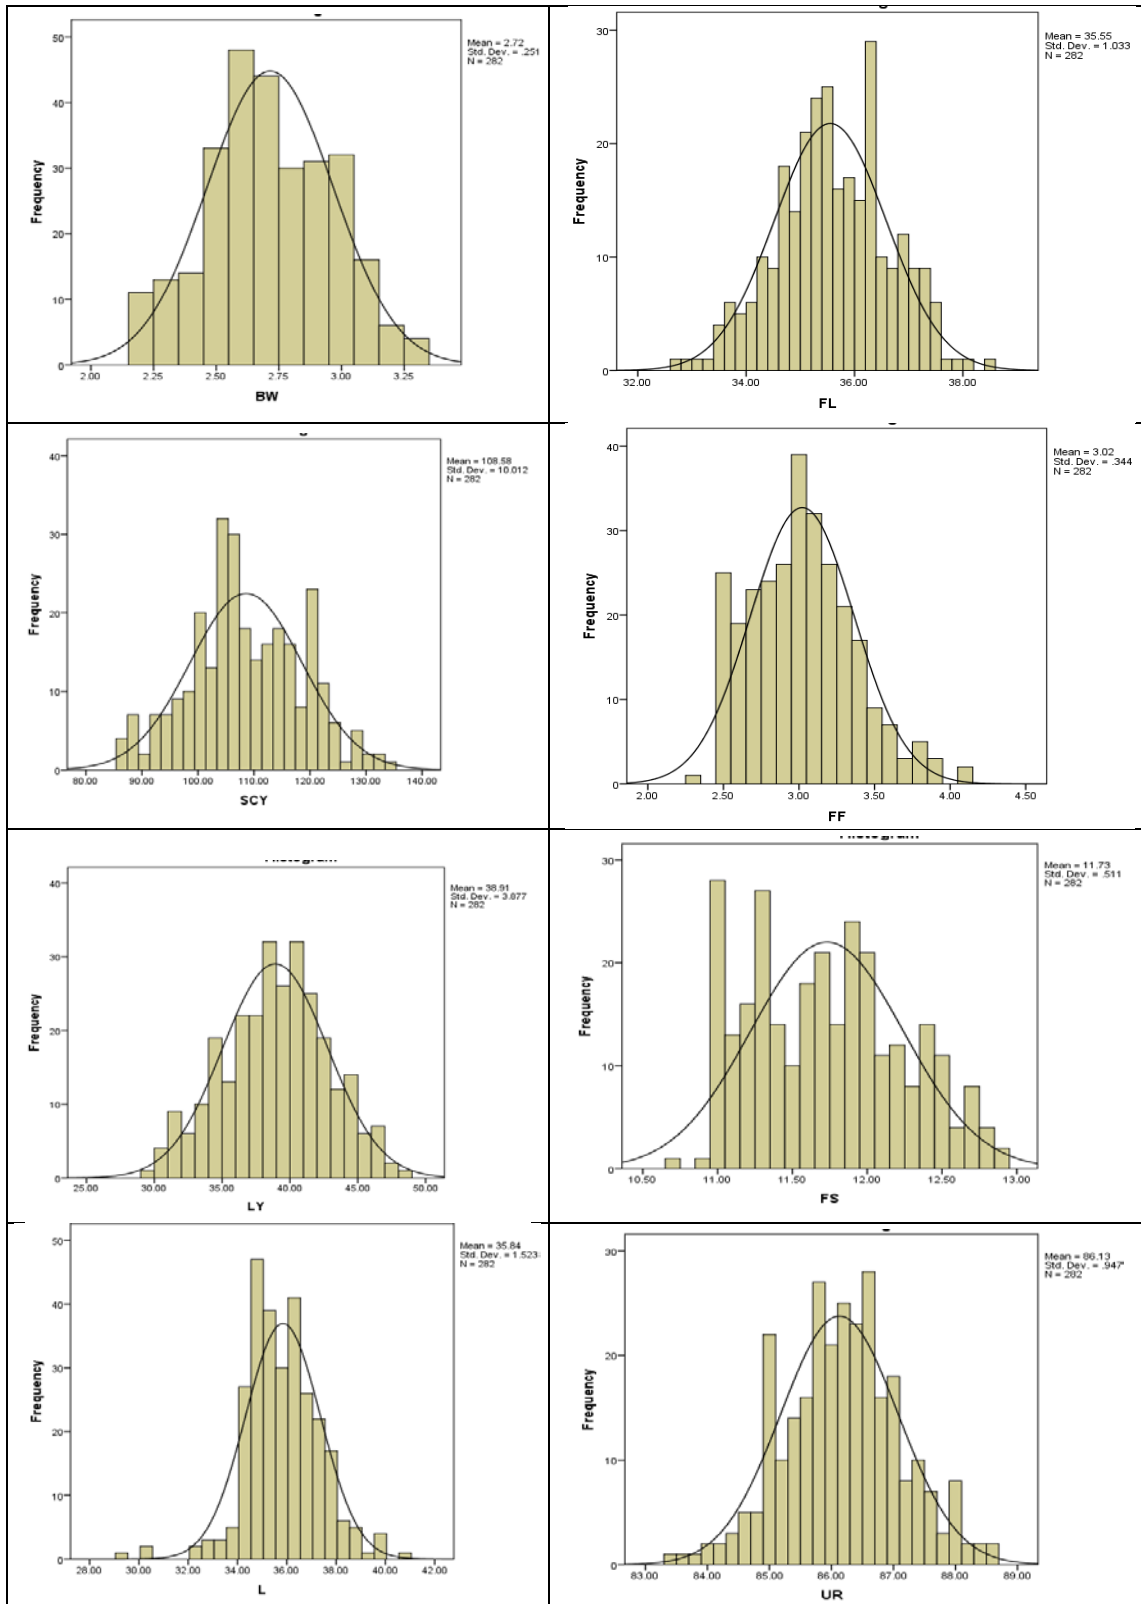 Mean = 2.72
Std. Dev. = .251
N = 282
50
40
30
20
10
0
Frequency
2.00 2.25 2.50 2.75 3.00 3.25
BW
Mean = 35.55
Std. Dev. = 1.033
N = 282
30
20
10
0
Frequency
32.00 34.00 36.00 38.00
FL
Mean = 108.58
Std. Dev. = 10.012
N = 282
40
30
20
10
0
Frequency
80.00 90.00 100.00 110.00 120.00 130.00 140.00
SCY
Mean = 3.02
Std. Dev. = .344
N = 282
40
30
20
10
0
Frequency
2.00 2.50 3.00 3.50 4.00 4.50
FF
Mean = 38.91
Std. Dev. = 3.877
N = 282
40
30
20
10
0
Frequency
25.00 30.00 35.00 40.00 45.00 50.00
LY
Mean = 11.73
Std. Dev. = .511
N = 282
30
20
10
0
Frequency
10.50 11.00 11.50 12.00 12.50 13.00
FS
Mean = 35.84
Std. Dev. = 1.523
N = 282
50
40
30
20
10
0
Frequency
28.00 30.00 32.00 34.00 36.00 38.00 40.00 42.00
L
Mean = 86.13
Std. Dev. = .947
N = 282
30
20
10
0
Frequency
83.00 84.00 85.00 86.00 87.00 88.00 89.00
UR